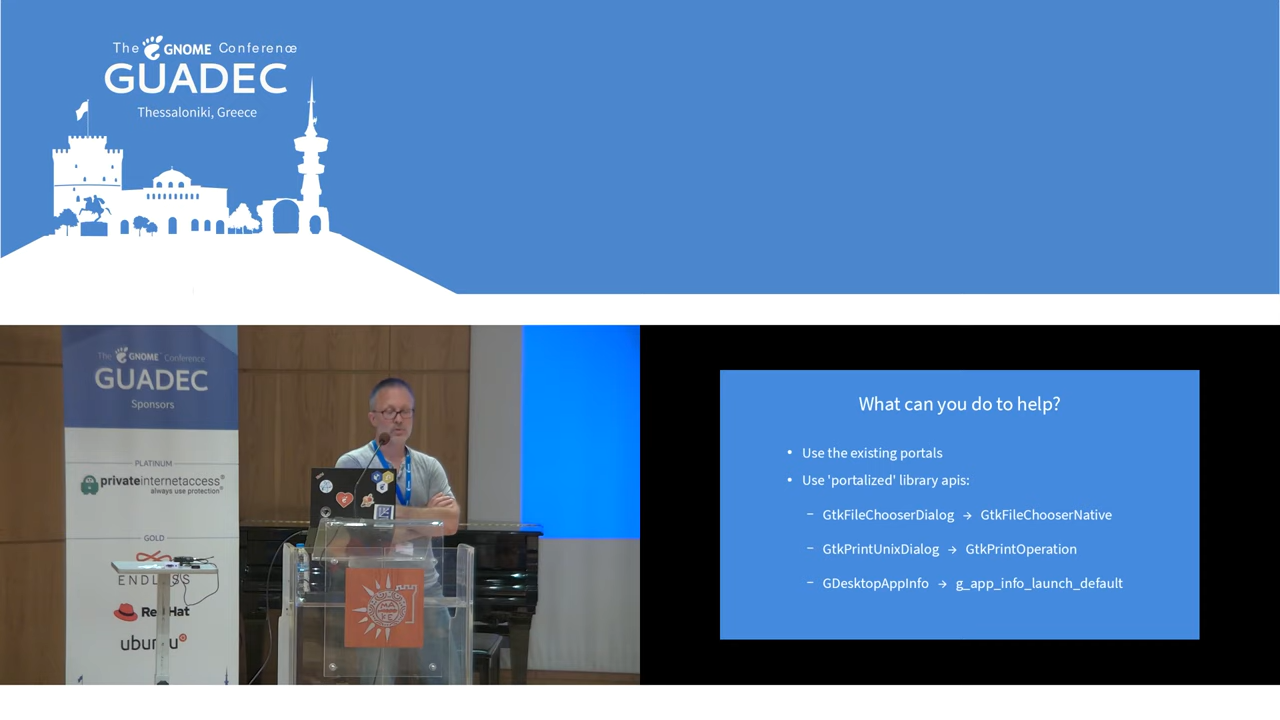 The GNOME Conference
GUADEC
Thessaloniki, Greece
The GNOME Conference
GUADEC
Sponsors
PLATINUM
privateinternetaccess
always use protection
GOLD
ENDLESS
Red Hat
ubuntu
What can you do to help?
• Use the existing portals
• Use 'portalized' library apis:
– GtkFileChooserDialog → GtkFileChooserNative
– GtkPrintUnixDialog → GtkPrintOperation
– GDesktopAppInfo → g_app_info_launch_default